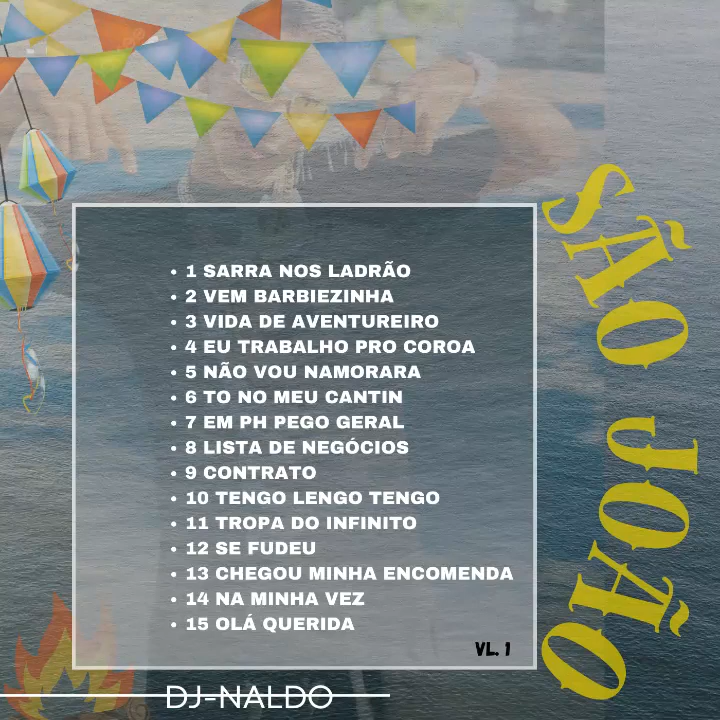 • 1 SARRA NOS LADRÃO
• 2 VEM BARBIEZINHA
• 3 VIDA DE AVENTUREIRO
• 4 EU TRABALHO PRO COROA
• 5 NÃO VOU NAMORARA
• 6 TO NO MEU CANTIN
• 7 EM PH PEGO GERAL
• 8 LISTA DE NEGÓCIOS
• 9 CONTRATO
• 10 TENGO LENGO TENGO
• 11 TROPA DO INFINITO
• 12 SE FUDEU
• 13 CHEGOU MINHA ENCOMENDA
• 14 NA MINHA VEZ
• 15 OLÁ QUERIDA
VL. 1
SÃO JOÃO
DJ-NALDO